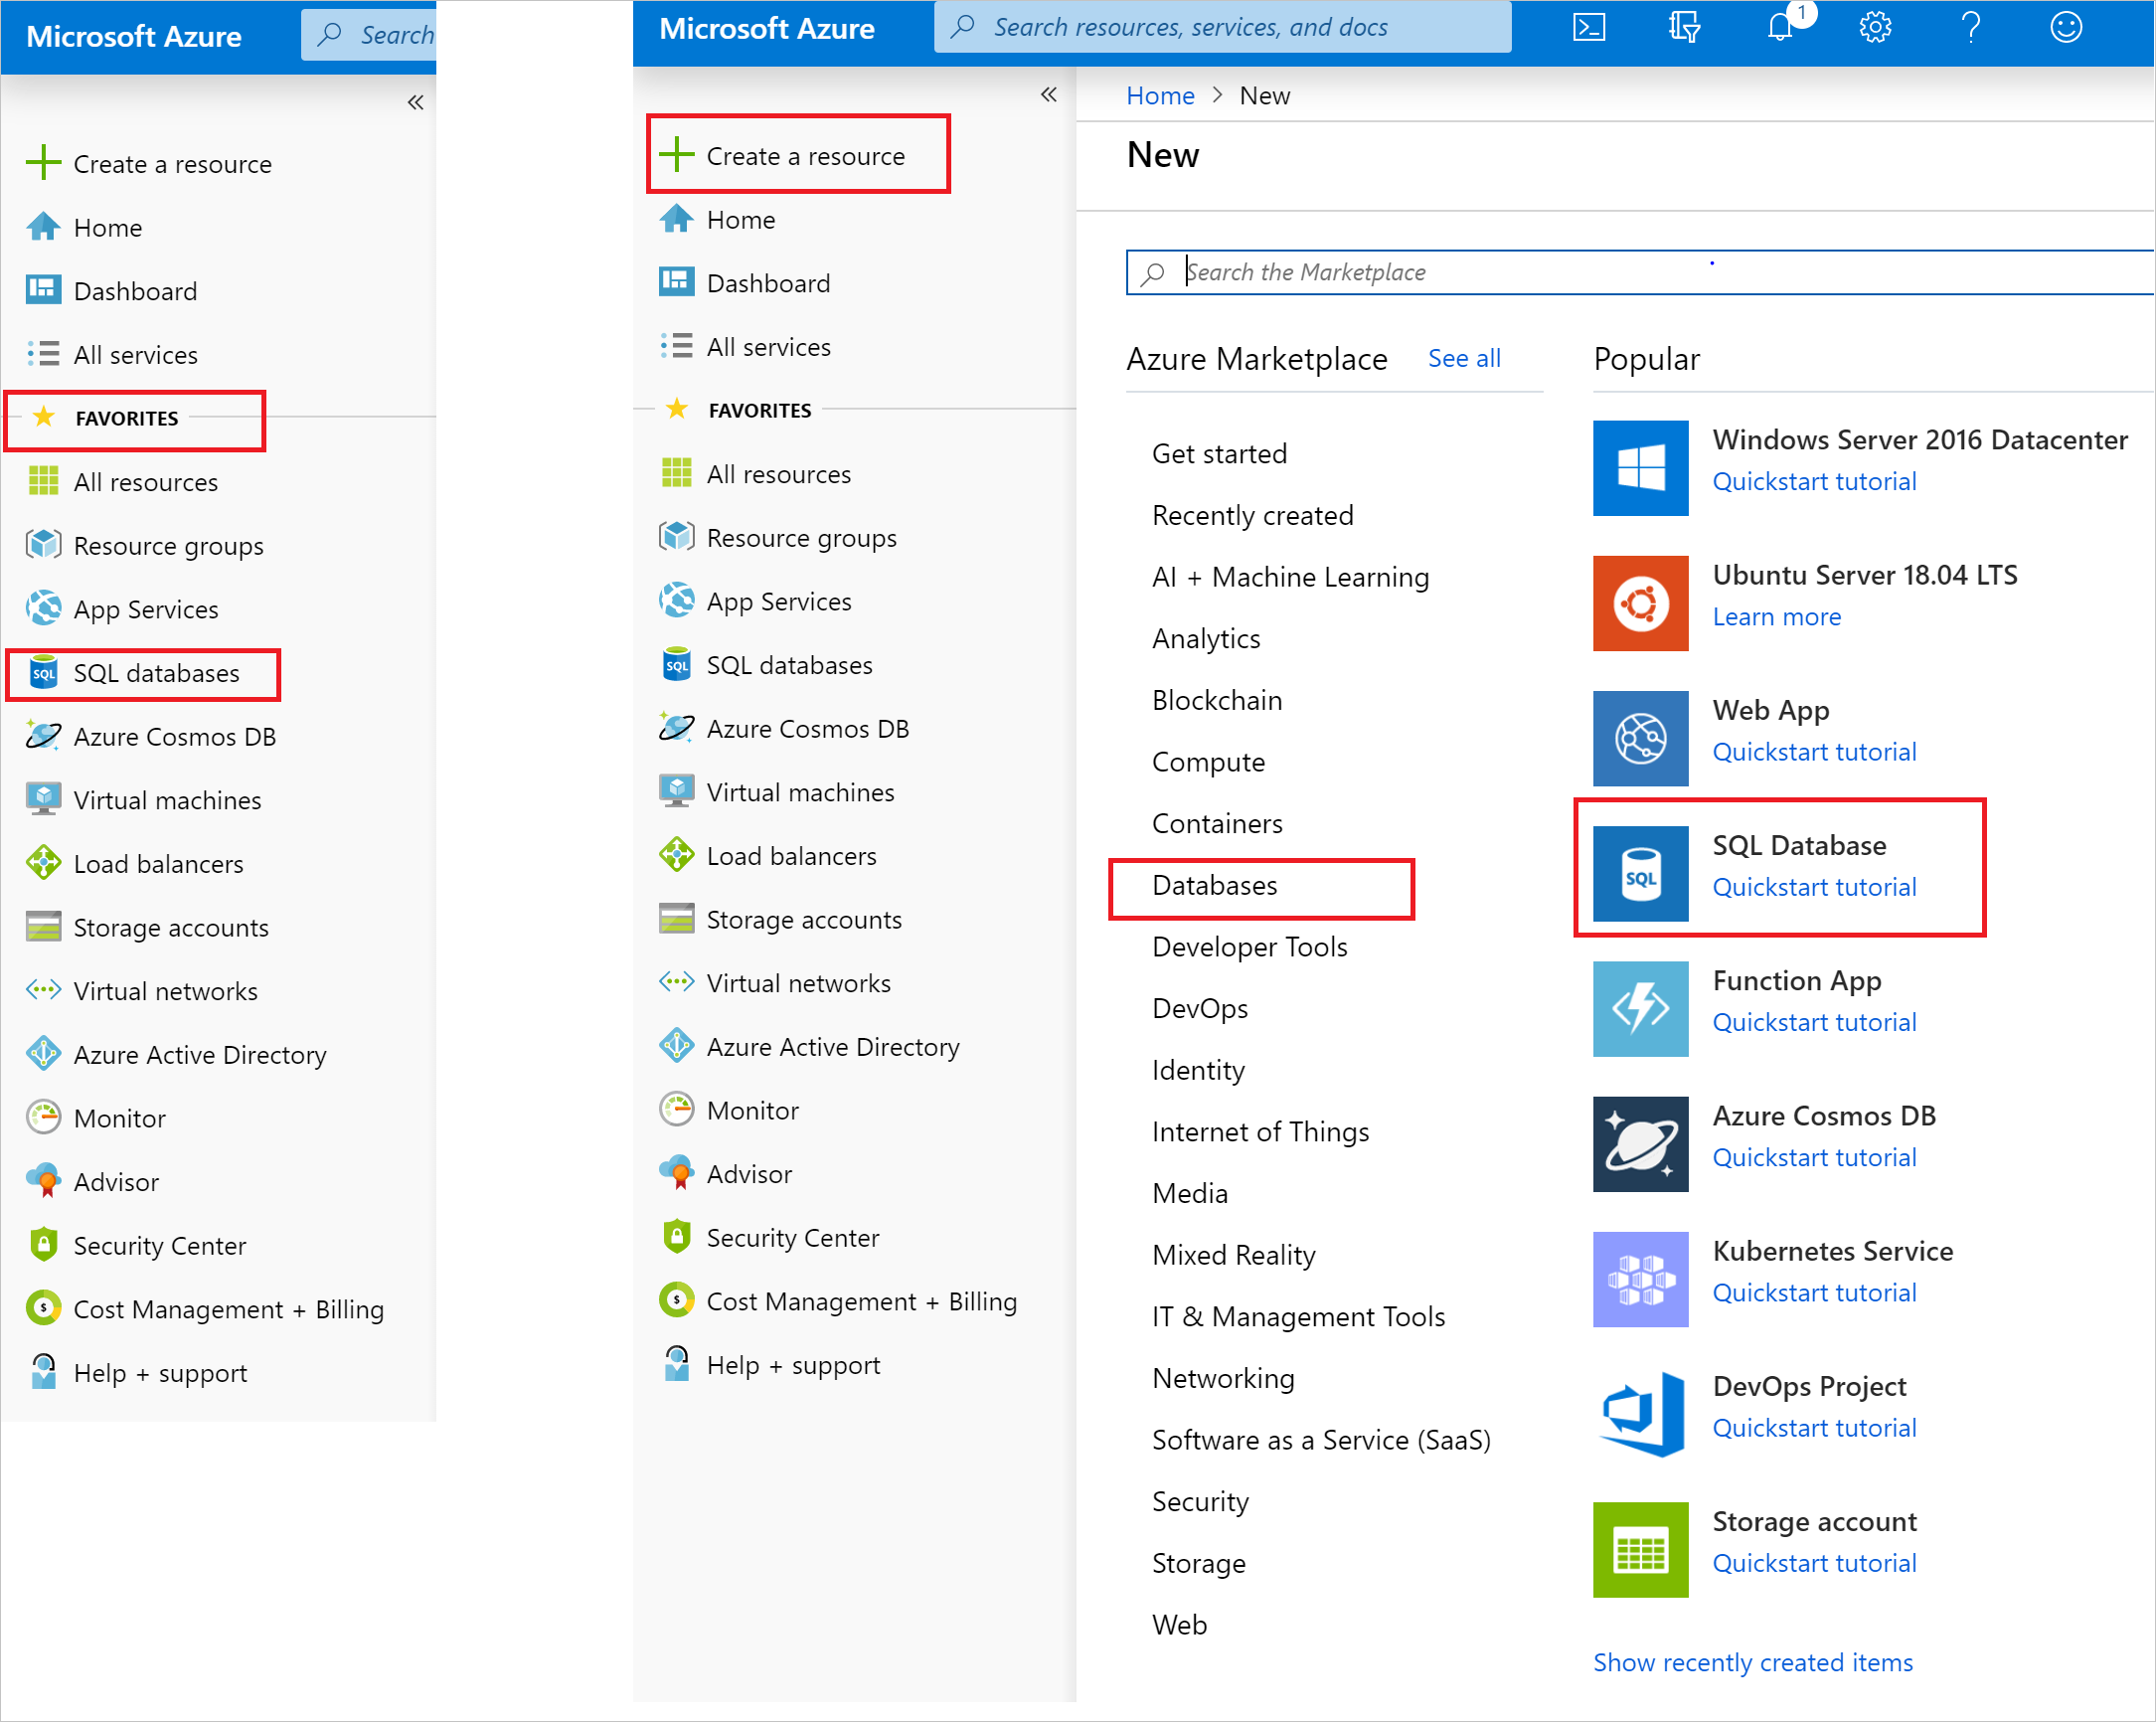 Microsoft Azure
Search
Create a resource
Home
Dashboard
All services
FAVORITES
All resources
Resource groups
App Services
SQL
SQL databases
Azure Cosmos DB
Virtual machines
Load balancers
Storage accounts
Virtual networks
Azure Active Directory
Monitor
Advisor
Security Center
$
Cost Management + Billing
Help + support
Microsoft Azure
Search resources, services, and docs
1
Create a resource
Home
Dashboard
All services
FAVORITES
All resources
Resource groups
App Services
SQL
SQL databases
Azure Cosmos DB
Virtual machines
Load balancers
Storage accounts
Virtual networks
Azure Active Directory
Monitor
Advisor
Security Center
$
Cost Management + Billing
Help + support
Home > New
New
Search the Marketplace
Azure Marketplace See all
Get started
Recently created
AI + Machine Learning
Analytics
Blockchain
Compute
Containers
Databases
Developer Tools
DevOps
Identity
Internet of Things
Media
Mixed Reality
IT & Management Tools
Networking
Software as a Service (SaaS)
Security
Storage
Web
Popular
Windows Server 2016 Datacenter
Quickstart tutorial
Ubuntu Server 18.04 LTS
Learn more
Web App
Quickstart tutorial
SQL
SQL Database
Quickstart tutorial
Function App
Quickstart tutorial
Azure Cosmos DB
Quickstart tutorial
Kubernetes Service
Quickstart tutorial
DevOps Project
Quickstart tutorial
Storage account
Quickstart tutorial
Show recently created items